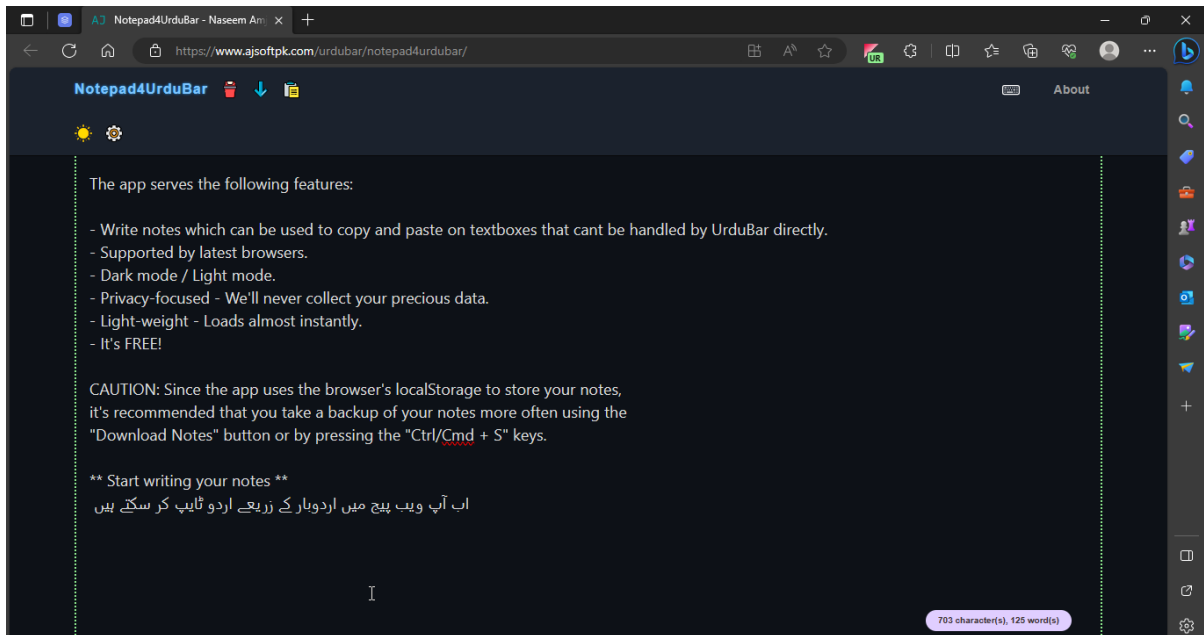 Notepad4UrduBar - Naseem Am
https://www.ajsoftpk.com/urdubar/notepad4urdubar/
UR
Notepad4UrduBar
About
The app serves the following features:
- Write notes which can be used to copy and paste on textboxes that cant be handled by UrduBar directly.
- Supported by latest browsers.
- Dark mode / Light mode.
- Privacy-focused - We'll never collect your precious data.
- Light-weight - Loads almost instantly.
- It's FREE!
CAUTION: Since the app uses the browser's localStorage to store your notes,
it's recommended that you take a backup of your notes more often using the
"Download Notes" button or by pressing the "Ctrl/Cmd + S" keys.
** Start writing your notes **
اب آپ ویب پیج میں اردوبار کے زریعے اردو ٹایپ کر سکتے ہیں
703 character(s), 125 word(s)